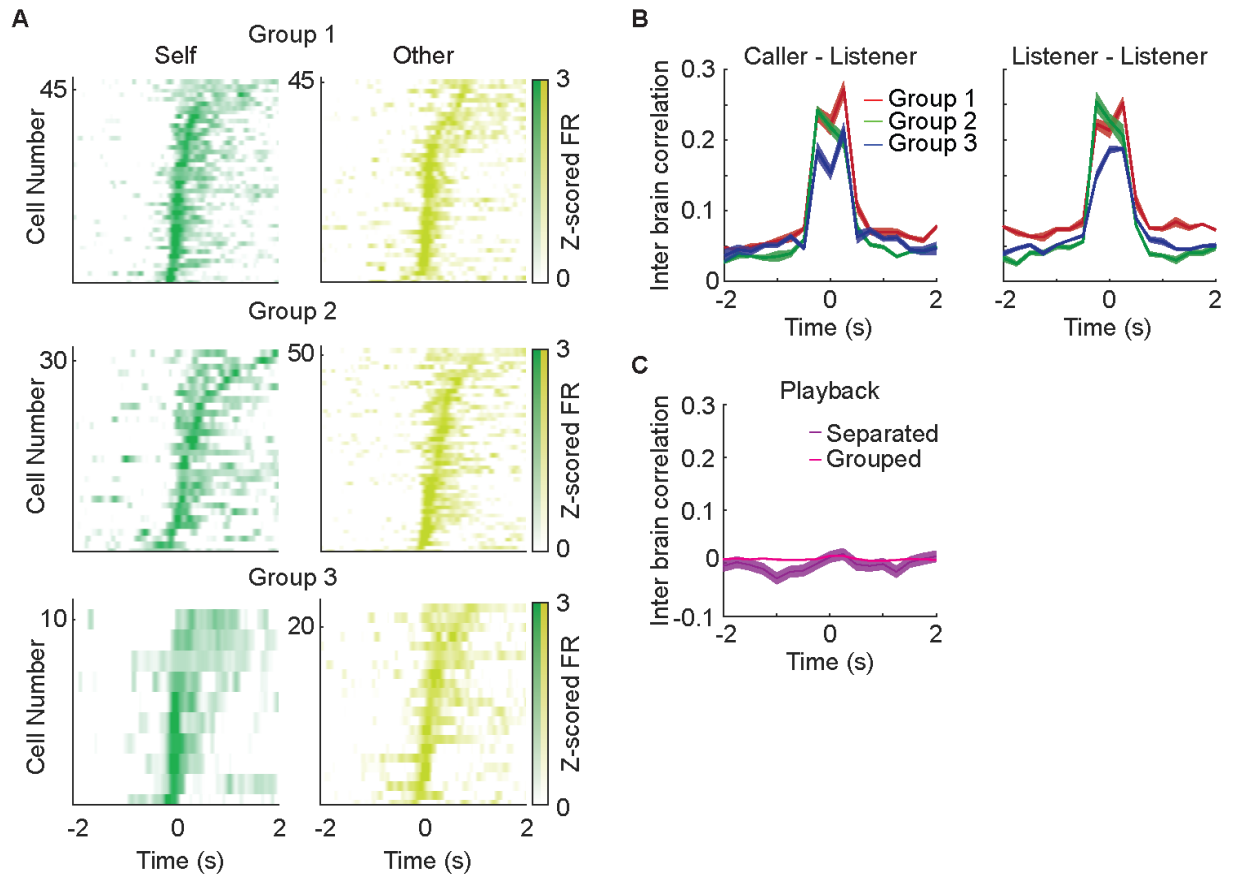 A
Group 1
Self
Other
45
45
Cell Number
3
0
Z-scored FR
Group 2
30
50
Cell Number
3
0
Z-scored FR
Group 3
10
20
Cell Number
3
0
Z-scored FR
-2
0
2
-2
0
2
Time (s)
Time (s)
B
Caller - Listener
Listener - Listener
0.3
0.2
0.1
0
Inter brain correlation
Group 1
Group 2
Group 3
-2
0
2
-2
0
2
Time (s)
Time (s)
C
Playback
0.3
0.2
0.1
0
-0.1
Inter brain correlation
Separated
Grouped
-2
0
2
Time (s)